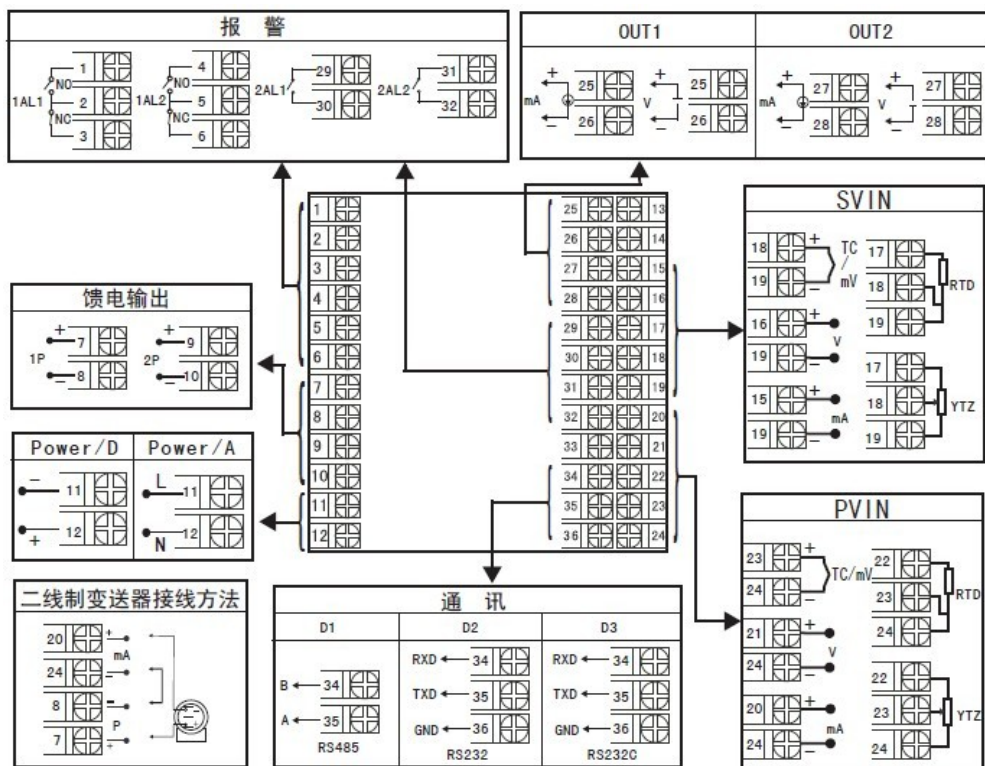 报 警
1
NO
1AL1
2
NC
3
4
NO
1AL2
5
NC
6
2AL1
29
30
2AL2
31
32
OUT1
OUT2
+
mA
−
25
26
+
V
−
25
26
+
mA
−
27
28
+
V
−
27
28
1
2
3
4
5
6
7
8
9
10
11
12
25 13
26 14
27 15
28 16
29 17
30 18
31 19
32 20
33 21
34 22
35 23
36 24
馈电输出
+
7
1P
−
8
+
9
2P
−
10
Power/D
Power/A
−
11
+
12
L
11
N
12
二线制变送器接线方法
20
+
mA
24
−
8
−
P
7
+
通 讯
D1
D2
D3
B
34
A
35
RS485
RXD
34
TXD
35
GND
36
RS232
RXD
34
TXD
35
GND
36
RS232C
SVIN
18
+
TC
/
mV
19
−
16
+
V
19
−
15
+
mA
19
−
17
18
RTD
19
17
18
YTZ
19
PVIN
23
+
TC/mV
24
−
21
+
V
24
−
20
+
mA
24
−
22
23
RTD
24
22
23
YTZ
24